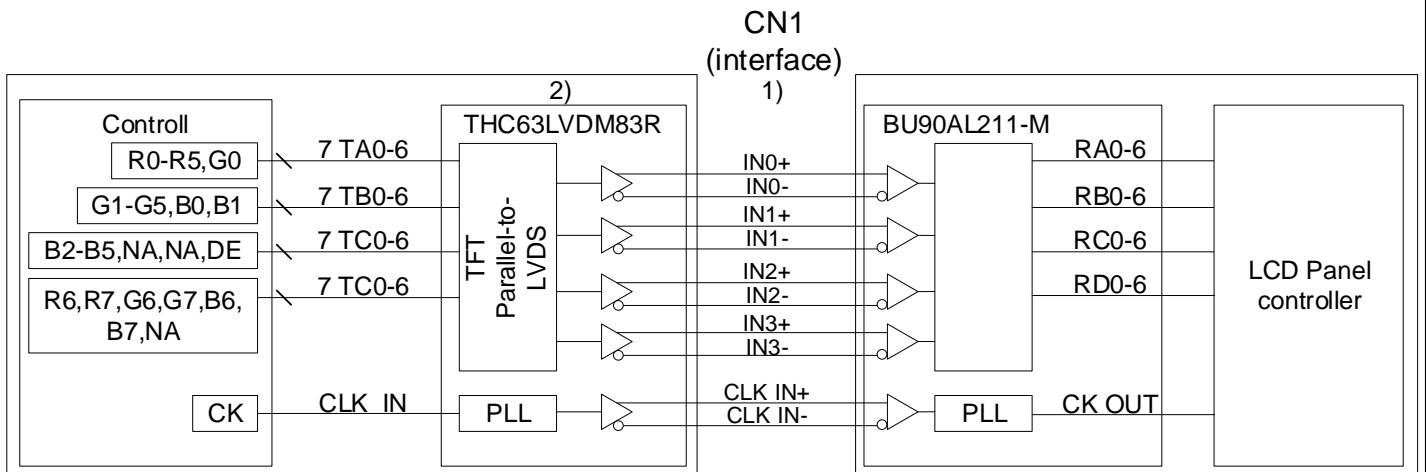 CN1
(interface)
2)
1)
Controll
THC63LVDM83R
BU90AL211-M
R0-R5,G0
7 TA0-6
IN0+
IN0-
RA0-6
G1-G5,B0,B1
7 TB0-6
IN1+
IN1-
RB0-6
B2-B5,NA,NA,DE
7 TC0-6
TFT
Parallel-to-
LVDS
IN2+
IN2-
RC0-6
LCD Panel
controller
R6,R7,G6,G7,B6,
B7,NA
7 TC0-6
IN3+
IN3-
RD0-6
CK
CLK IN
PLL
CLK IN+
CLK IN-
PLL
CK OUT